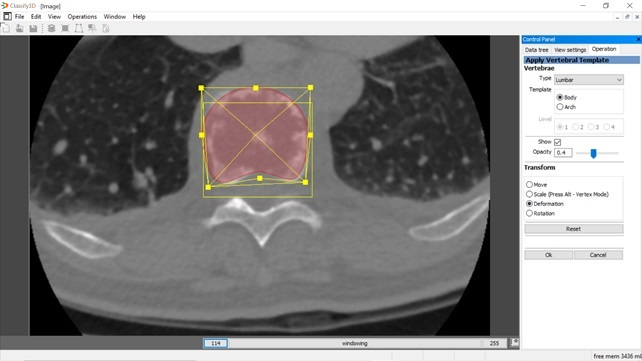 Classify3D - [Image]
File Edit View Operations Window Help
Control Panel
Data tree View settings Operation
Apply Vertebral Template
Vertebrae
Type Lumbar
Template
Body
Arch
Level
1 2 3 4
Show
Opacity 0.4
Transform
Move
Scale (Press Alt - Vertex Mode)
Deformation
Rotation
Reset
Ok Cancel
114 windowing 255
free mem 3436 ml